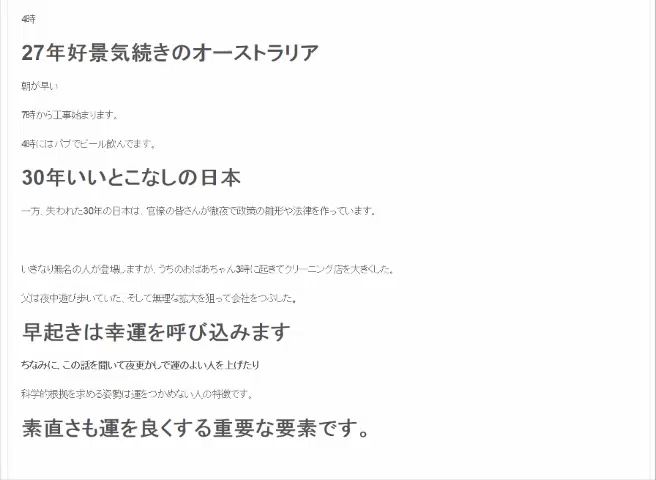 4時
27年好景気続きのオーストラリア
朝が早い
7時から工事始まります。
4時にはパブでビール飲んでます。
30年いいとこなしの日本
一方、失われた30年の日本は、官僚の皆さんが徹夜で政策の雛形や法律を作っています。
いきなり無名の人が登場しますが、うちのおばあちゃん3時に起きてクリーニング店を大きくした。
父は夜中遊び歩いていた、そして無理な拡大を狙って会社をつぶした。
早起きは幸運を呼び込みます
ちなみに、この話を聞いて夜更かしで運のよい人を上げたり
科学的根拠を求める姿勢は運をつかめない人の特徴です。
素直さも運を良くする重要な要素です。